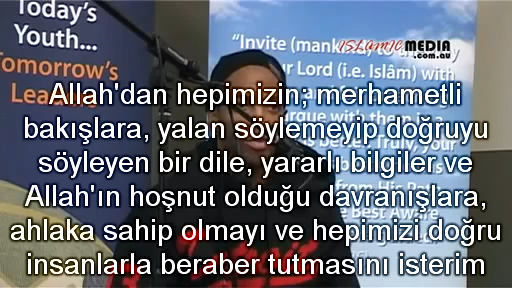 Today's
Youth...
Tomorrow's
"Invite (mank
ISLAMIC MEDIA
.com.au
Lord (i.e. Islâm) with
Allah'dan hepimizin; merhametli
bakışlara, yalan söylemeyip doğruyu
söyleyen bir dile, yararlı bilgiler ve
Allah'ın hoşnut olduğu davranışlara,
ahlaka sahip olmayı ve hepimizi doğru
insanlarla beraber tutmasını isterim